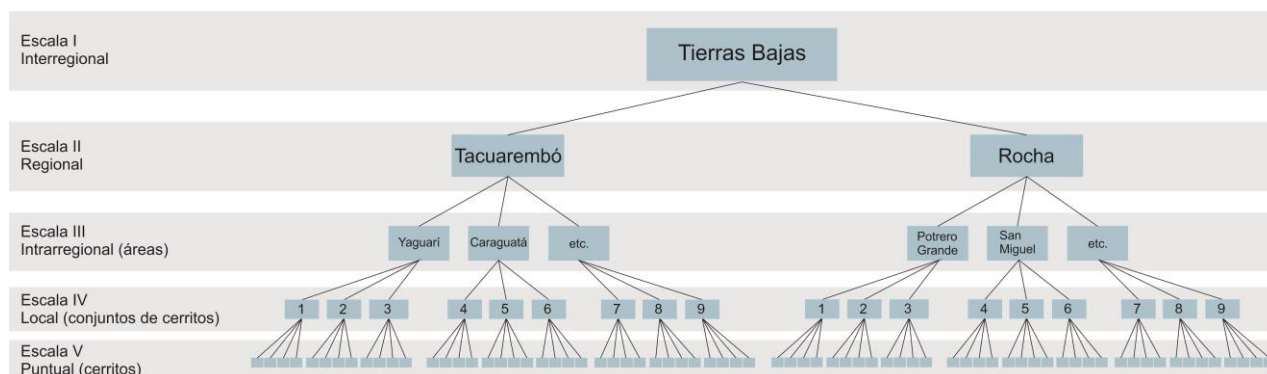 Escala I
Interregional
Tierras Bajas
Escala II
Regional
Tacuarembó
Rocha
Escala III
Intrarregional (áreas)
Yaguarí
Caraguatá
etc.
Potrero
Grande
San
Miguel
etc.
Escala IV
Local (conjuntos de cerritos)
1 2 3 4 5 6 7 8 9 1 2 3 4 5 6 7 8 9
Escala V
Puntual (cerritos)